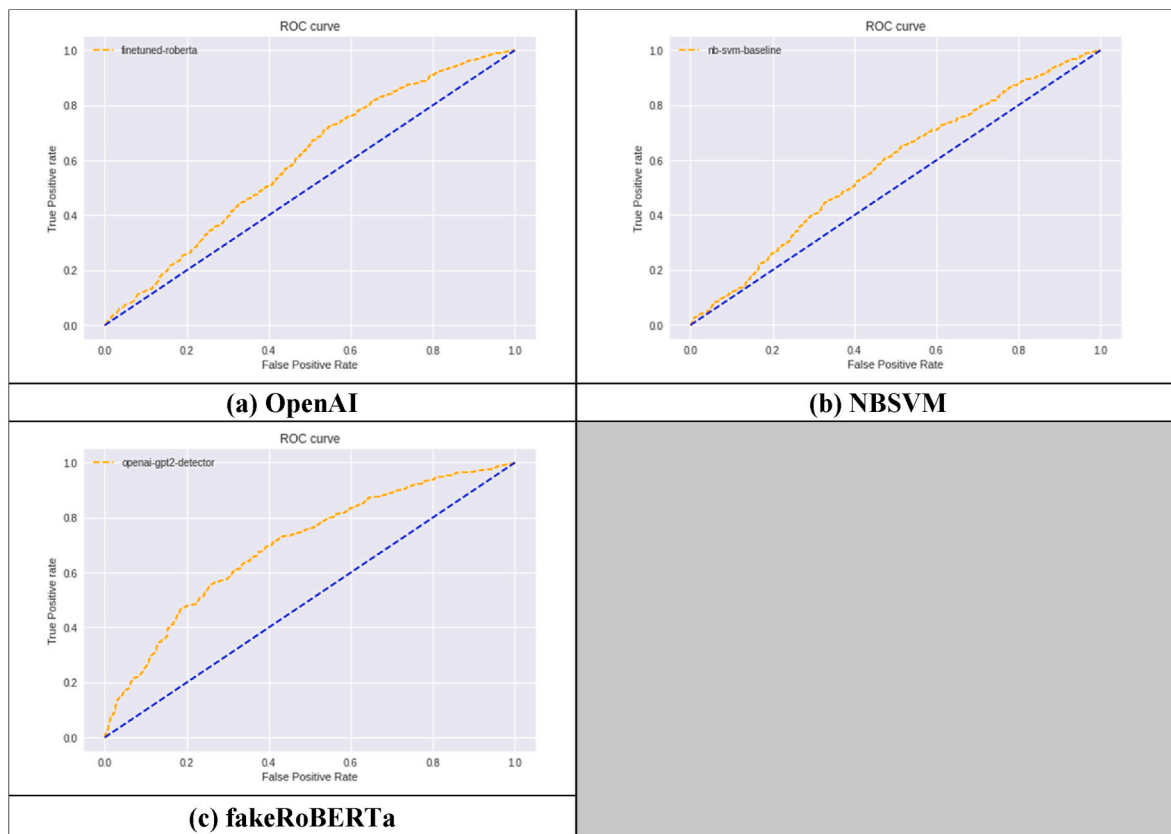 ROC curve
1.0
finetuned-roberta
0.8
0.6
0.4
0.2
0.0
True Positive rate
0.0 0.2 0.4 0.6 0.8 1.0
False Positive Rate
(a) OpenAI
ROC curve
1.0
nb-svm-baseline
0.8
0.6
0.4
0.2
0.0
True Positive rate
0.0 0.2 0.4 0.6 0.8 1.0
False Positive Rate
(b) NBSVM
ROC curve
1.0
openai-gpt2-detector
0.8
0.6
0.4
0.2
0.0
True Positive rate
0.0 0.2 0.4 0.6 0.8 1.0
False Positive Rate
(c) fakeRoBERTa